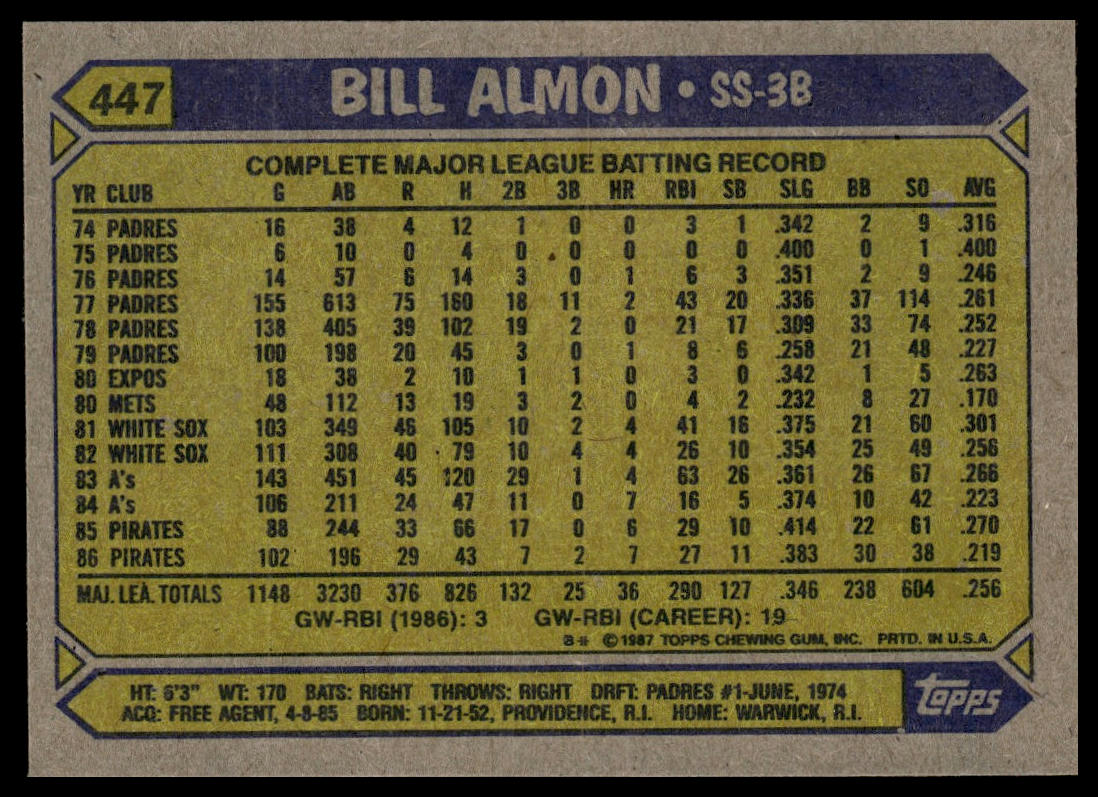 447 BILL ALMON • SS-3B
COMPLETE MAJOR LEAGUE BATTING RECORD
YR CLUB G AB R H 2B 3B HR RBI SB SLG BB SO AVG
74 PADRES 16 38 4 12 1 0 0 3 1 .342 2 9 .316
75 PADRES 6 10 0 4 0 0 0 0 0 .400 0 1 .400
76 PADRES 14 57 6 14 3 0 1 6 3 .351 2 9 .246
77 PADRES 155 613 75 160 18 11 2 43 20 .336 37 114 .261
78 PADRES 138 405 39 102 19 2 0 21 17 .309 33 74 .252
79 PADRES 100 198 20 45 3 0 1 8 6 .258 21 48 .227
80 EXPOS 18 38 2 10 1 1 0 3 0 .342 1 5 .263
80 METS 48 112 13 19 3 2 0 4 2 .232 8 27 .170
81 WHITE SOX 103 349 46 105 10 2 4 41 16 .375 21 60 .301
82 WHITE SOX 111 308 40 79 10 4 4 26 10 .354 25 49 .256
83 A's 143 451 45 120 29 1 4 63 26 .361 26 67 .266
84 A's 106 211 24 47 11 0 7 16 5 .374 10 42 .223
85 PIRATES 88 244 33 66 17 0 6 29 10 .414 22 61 .270
86 PIRATES 102 196 29 43 7 2 7 27 11 .383 30 38 .219
MAJ. LEA. TOTALS 1148 3230 376 826 132 25 36 290 127 .346 238 604 .256
GW-RBI (1986): 3 GW-RBI (CAREER): 19
B✻ © 1987 TOPPS CHEWING GUM, INC. PRTD. IN U.S.A.
HT: 6'3" WT: 170 BATS: RIGHT THROWS: RIGHT DRFT: PADRES #1-JUNE, 1974
ACQ: FREE AGENT, 4-8-85 BORN: 11-21-52, PROVIDENCE, R.I. HOME: WARWICK, R.I.
topps